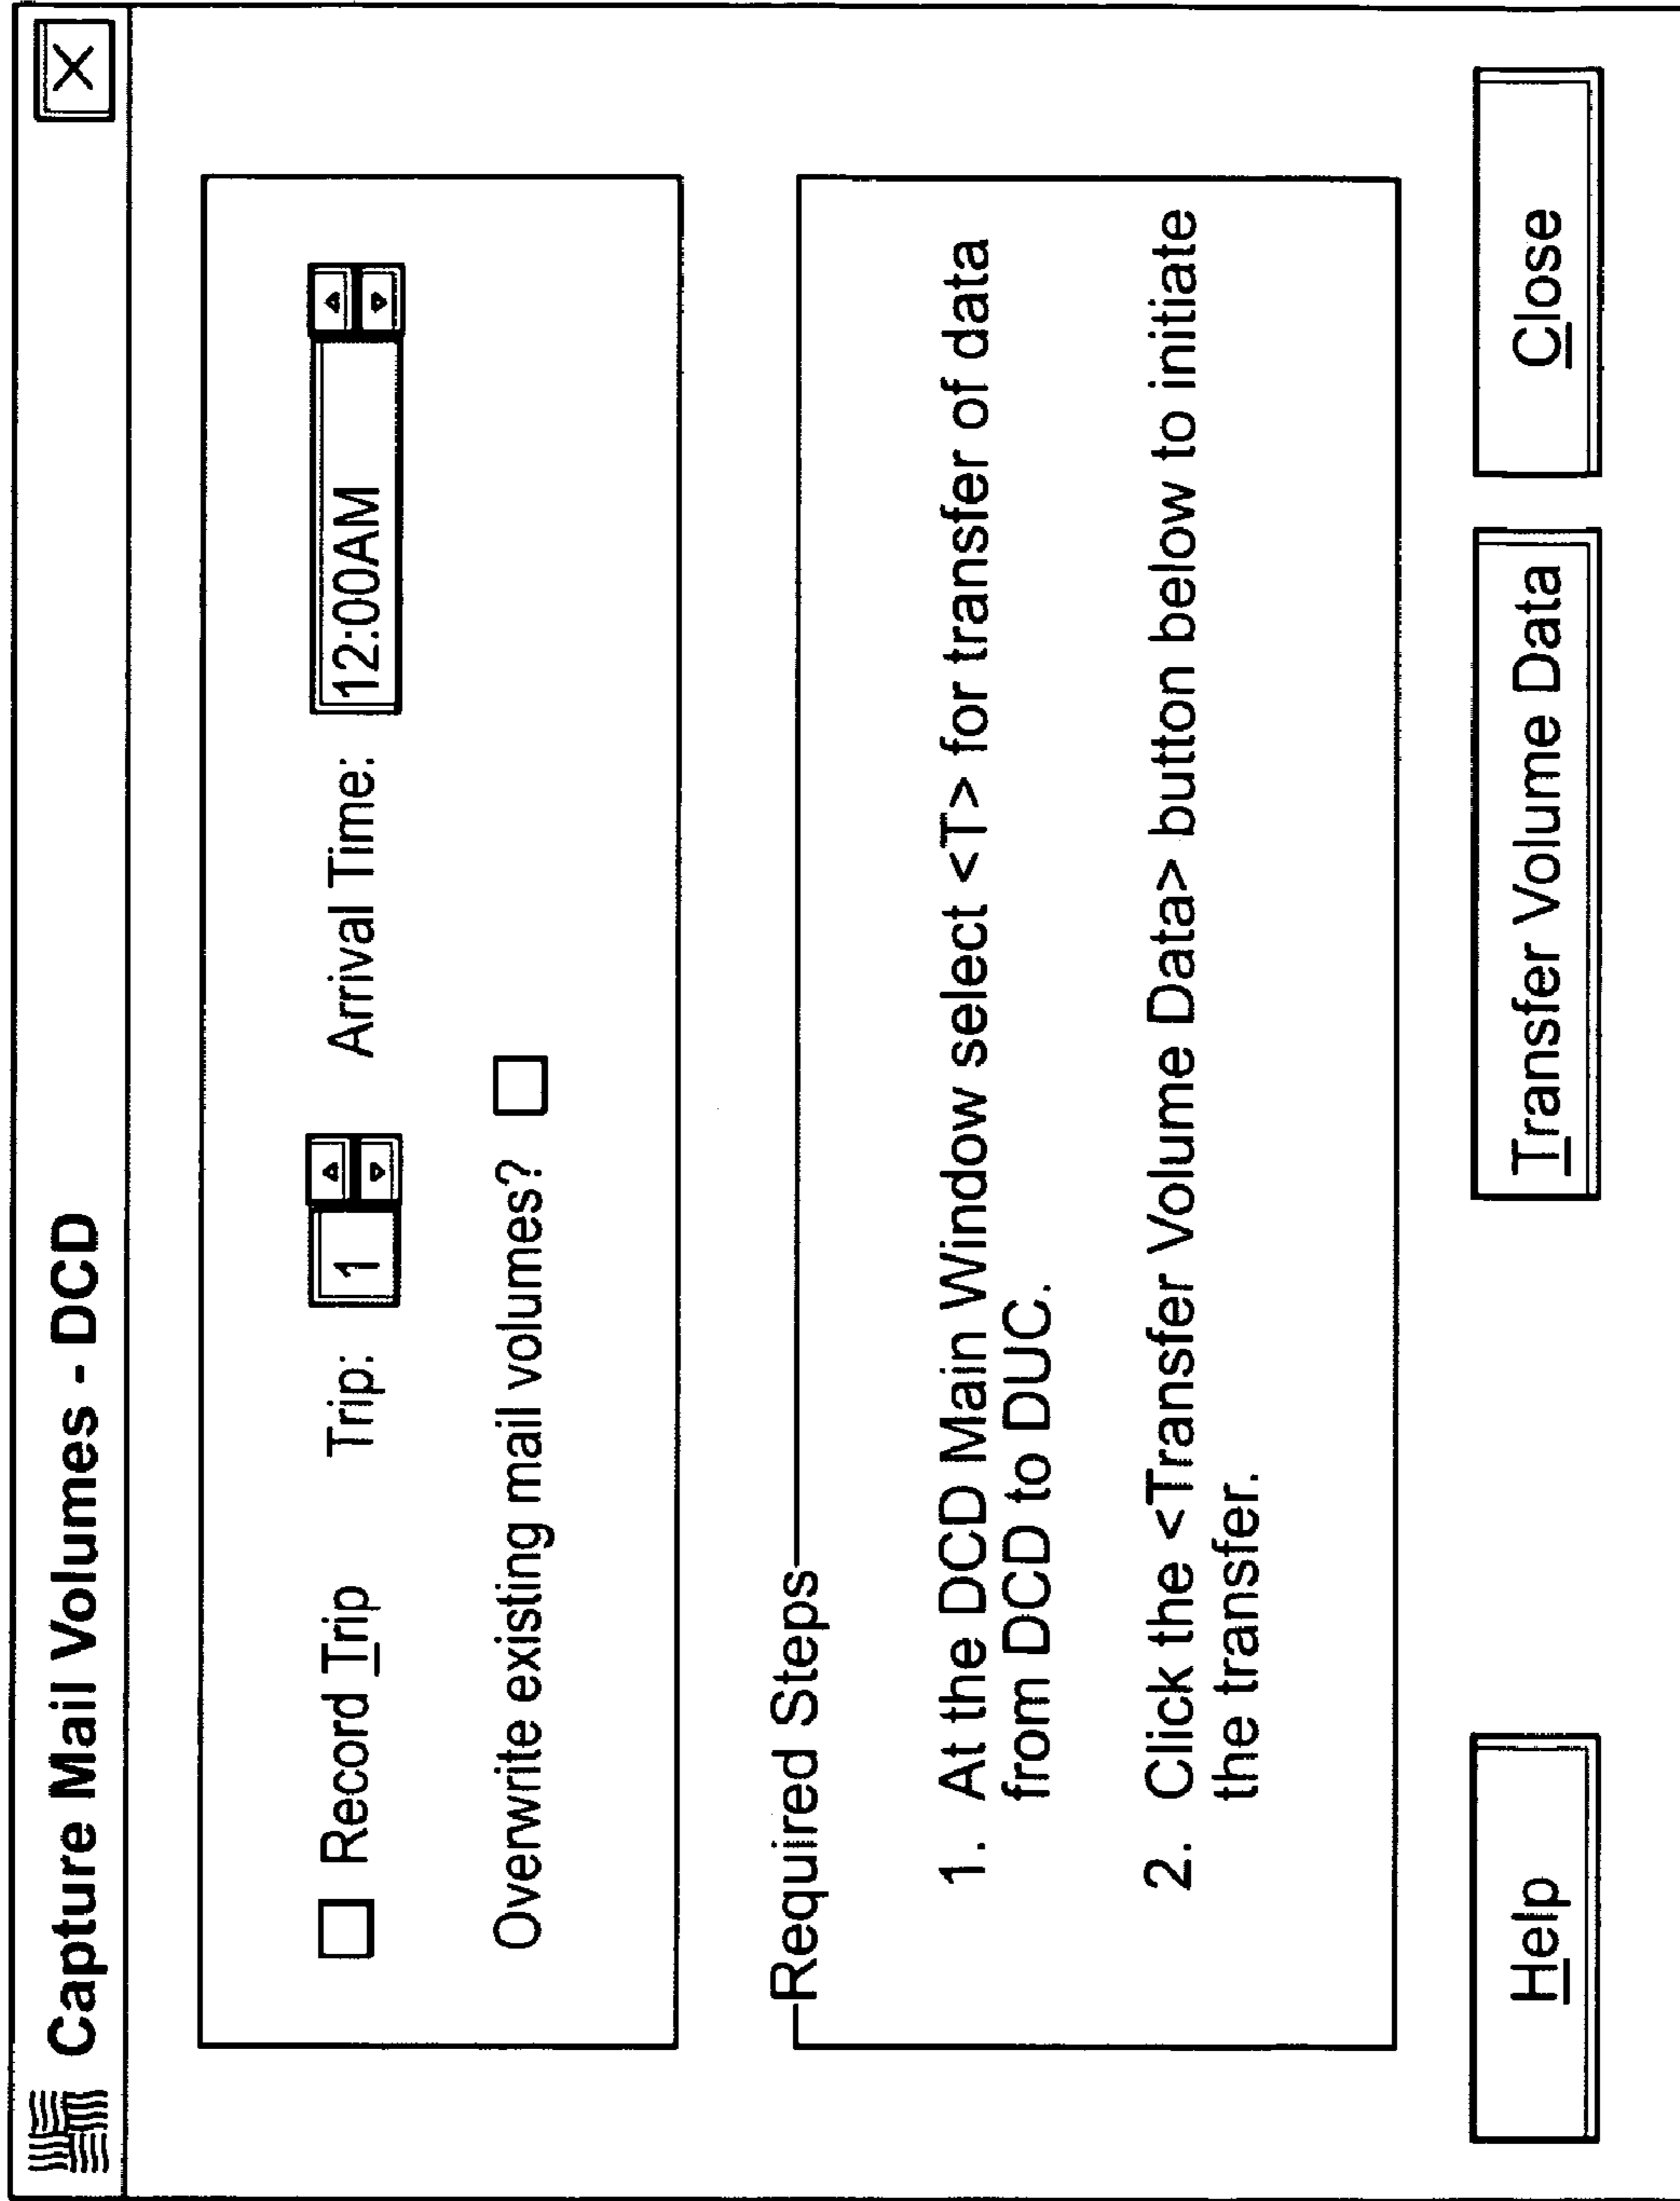 Capture Mail Volumes - DCD
X
Record Trip Trip: 1 Arrival Time: 12:00AM
Overwrite existing mail volumes?
Required Steps
1. At the DCD Main Window select <T> for transfer of data
from DCD to DUC.
2. Click the <Transfer Volume Data> button below to initiate
the transfer.
Help Transfer Volume Data Close